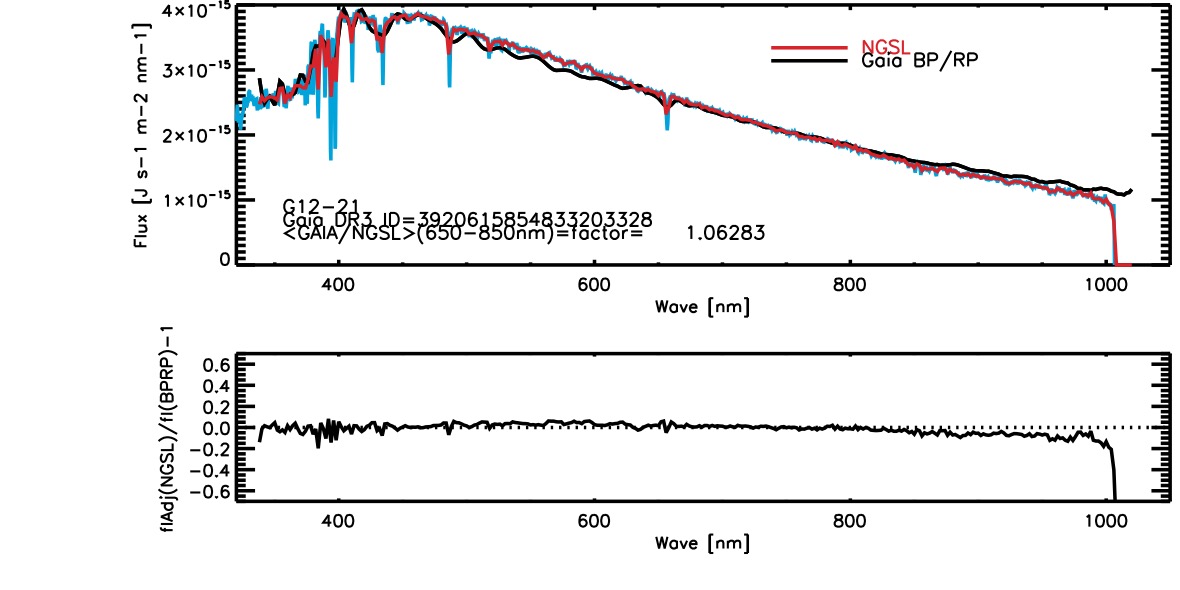 4×10−15
3×10−15
2×10−15
1×10−15
0
Flux [J s−1 m−2 nm−1]
NGSL
Gaia BP/RP
G12−21
Gaia DR3 ID=3920615854833203328
<GAIA/NGSL>(650−850nm)=factor= 1.06283
400 600 800 1000
Wave [nm]
flAdj(NGSL)/fl(BPRP)−1
0.6
0.4
0.2
0.0
−0.2
−0.4
−0.6
400 600 800 1000
Wave [nm]